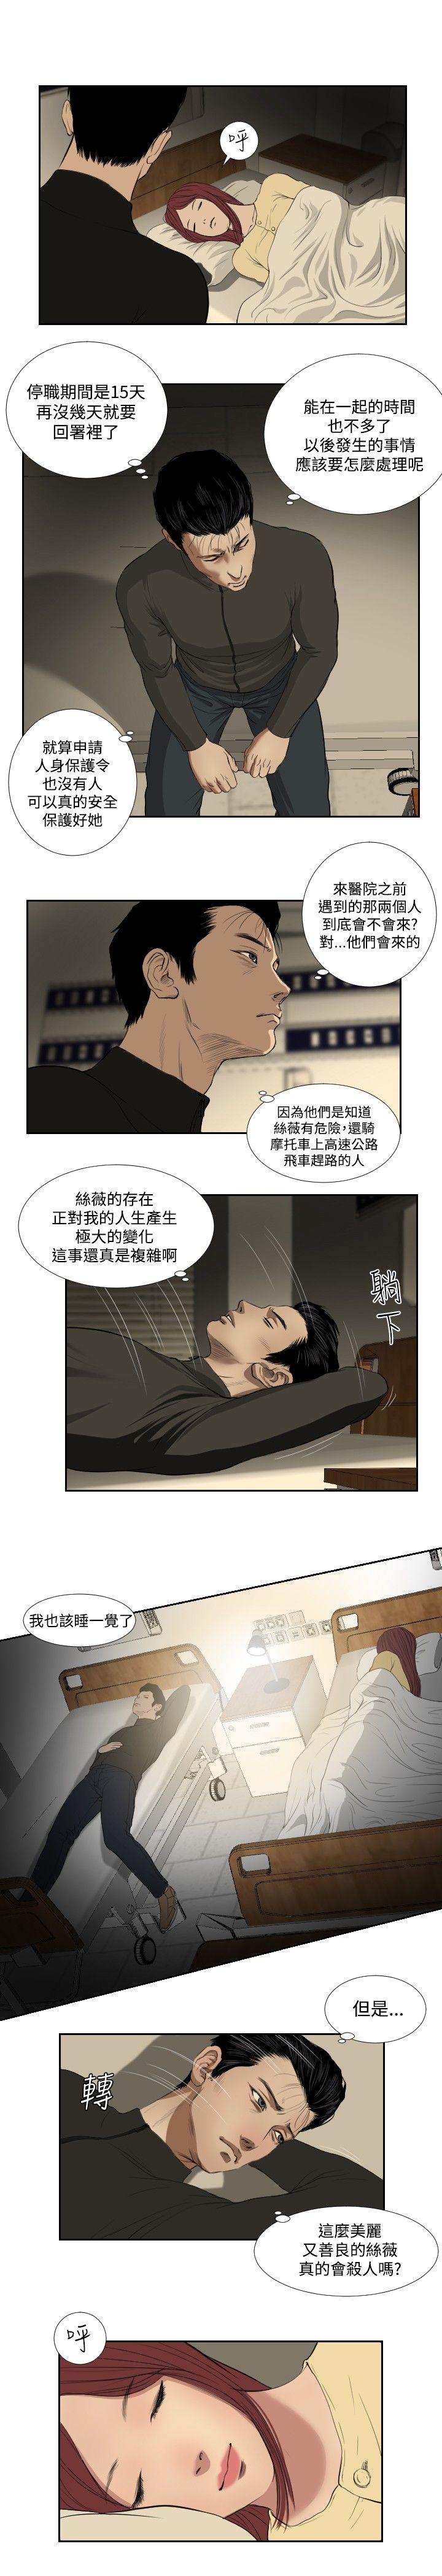 呼
停職期間是15天
再沒幾天就要
回署裡了
能在一起的時間
也不多了
以後發生的事情
應該要怎麼處理呢
就算申請
人身保護令
也沒有人
可以真的安全
保護好她
來醫院之前
遇到的那兩個人
到底會不會來?
對...他們會來的
因為他們是知道
絲薇有危險,還騎
摩托車上高速公路
飛車趕路的人
絲薇的存在
正對我的人生產生
極大的變化
這事還真是複雜啊
躺下
我也該睡一覺了
但是...
轉
這麼美麗
又善良的絲薇
真的會殺人嗎?
呼